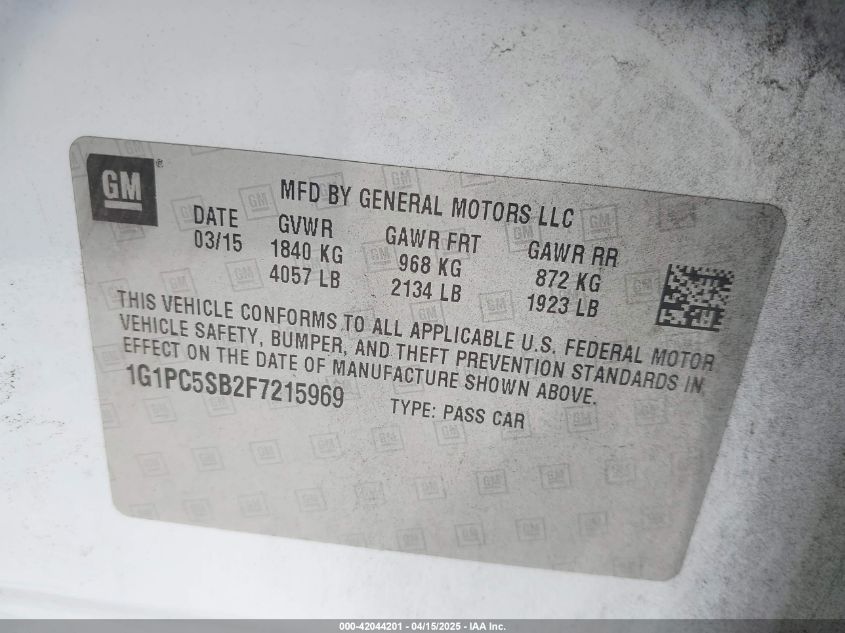 GM®
MFD BY GENERAL MOTORS LLC
DATE GVWR GAWR FRT GAWR RR
03/15 1840 KG 968 KG 872 KG
4057 LB 2134 LB 1923 LB
THIS VEHICLE CONFORMS TO ALL APPLICABLE U.S. FEDERAL MOTOR
VEHICLE SAFETY, BUMPER, AND THEFT PREVENTION STANDARDS IN
EFFECT ON THE DATE OF MANUFACTURE SHOWN ABOVE.
1G1PC5SB2F7215969 TYPE: PASS CAR
000-42044201 - 04/15/2025 - IAA Inc.